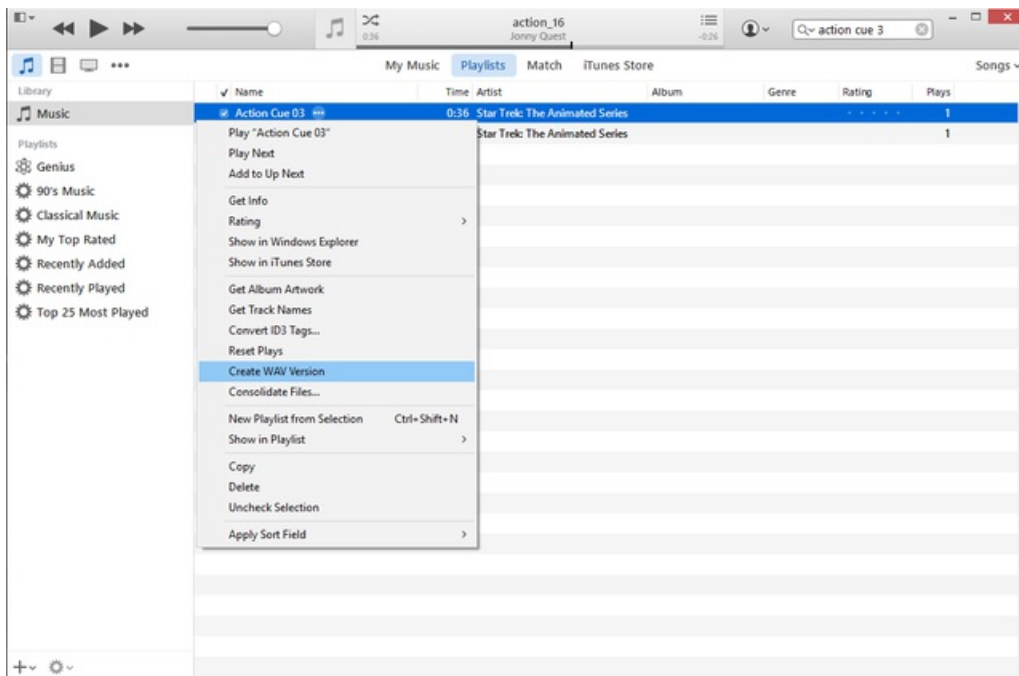 action_16
Jonny Quest
0:36
-0:26
action cue 3
My Music Playlists Match iTunes Store
Songs
Library
Music
Playlists
Genius
90's Music
Classical Music
My Top Rated
Recently Added
Recently Played
Top 25 Most Played
Name Time Artist Album Genre Rating Plays
Action Cue 03 0:36 Star Trek: The Animated Series 1
Star Trek: The Animated Series 1
Play "Action Cue 03"
Play Next
Add to Up Next
Get Info
Rating
Show in Windows Explorer
Show in iTunes Store
Get Album Artwork
Get Track Names
Convert ID3 Tags...
Reset Plays
Create WAV Version
Consolidate Files...
New Playlist from Selection Ctrl+Shift+N
Show in Playlist
Copy
Delete
Uncheck Selection
Apply Sort Field